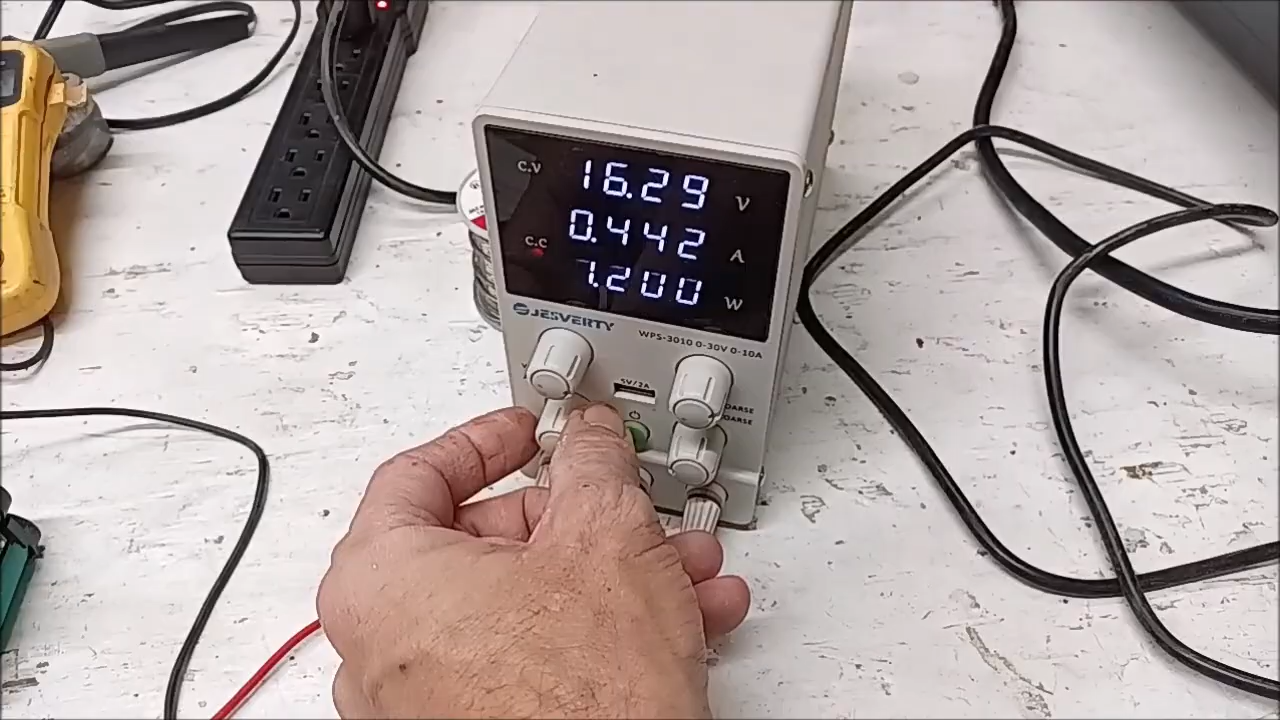 C.V 16.29 V
C.C 0.442 A
7.200 W
JESVERTY
WPS-3010 0-30V 0-10A
5V/2A